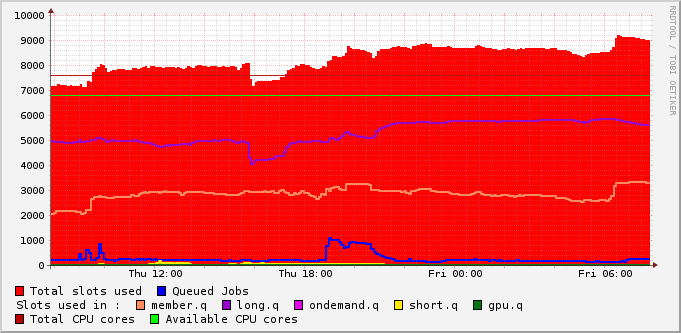 10000
9000
8000
7000
6000
5000
4000
3000
2000
1000
0
Thu 12:00 Thu 18:00 Fri 00:00 Fri 06:00
RRDTOOL / TOBI OETIKER
Total slots used Queued Jobs
Slots used in : member.q long.q ondemand.q short.q gpu.q
Total CPU cores Available CPU cores